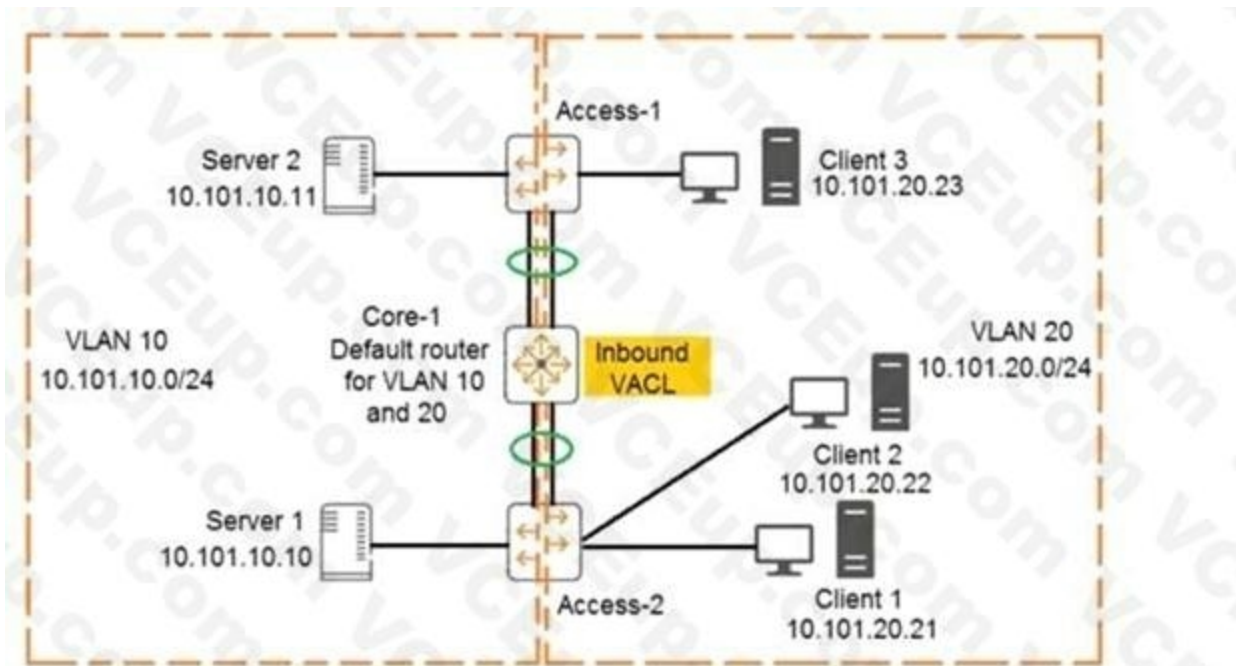 Access-1
Server 2
10.101.10.11
Client 3
10.101.20.23
VLAN 10
10.101.10.0/24
Core-1
Default router
for VLAN 10
and 20
Inbound
VACL
VLAN 20
10.101.20.0/24
Client 2
10.101.20.22
Server 1
10.101.10.10
Access-2
Client 1
10.101.20.21
VCEup.com